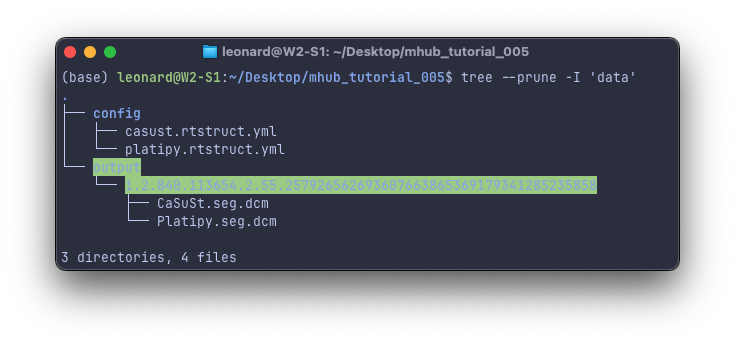 leonard@W2-S1: ~/Desktop/mhub_tutorial_005
(base) leonard@W2-S1:~/Desktop/mhub_tutorial_005$ tree --prune -I 'data'
.
├── config
│   ├── casust.rtstruct.yml
│   └── platipy.rtstruct.yml
└── output
    └── 1.2.840.113654.2.55.257926562693607663865369179341285235858
        ├── CaSuSt.seg.dcm
        └── Platipy.seg.dcm
3 directories, 4 files